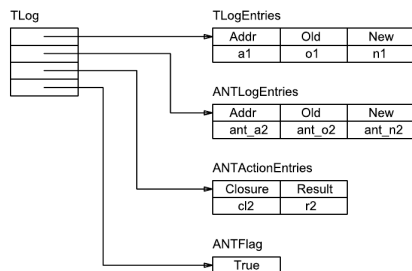 TLog
TLogEntries
Addr Old New
a1 o1 n1
ANTLogEntries
Addr Old New
ant_a2 ant_o2 ant_n2
ANTActionEntries
Closure Result
cl2 r2
ANTFlag
True